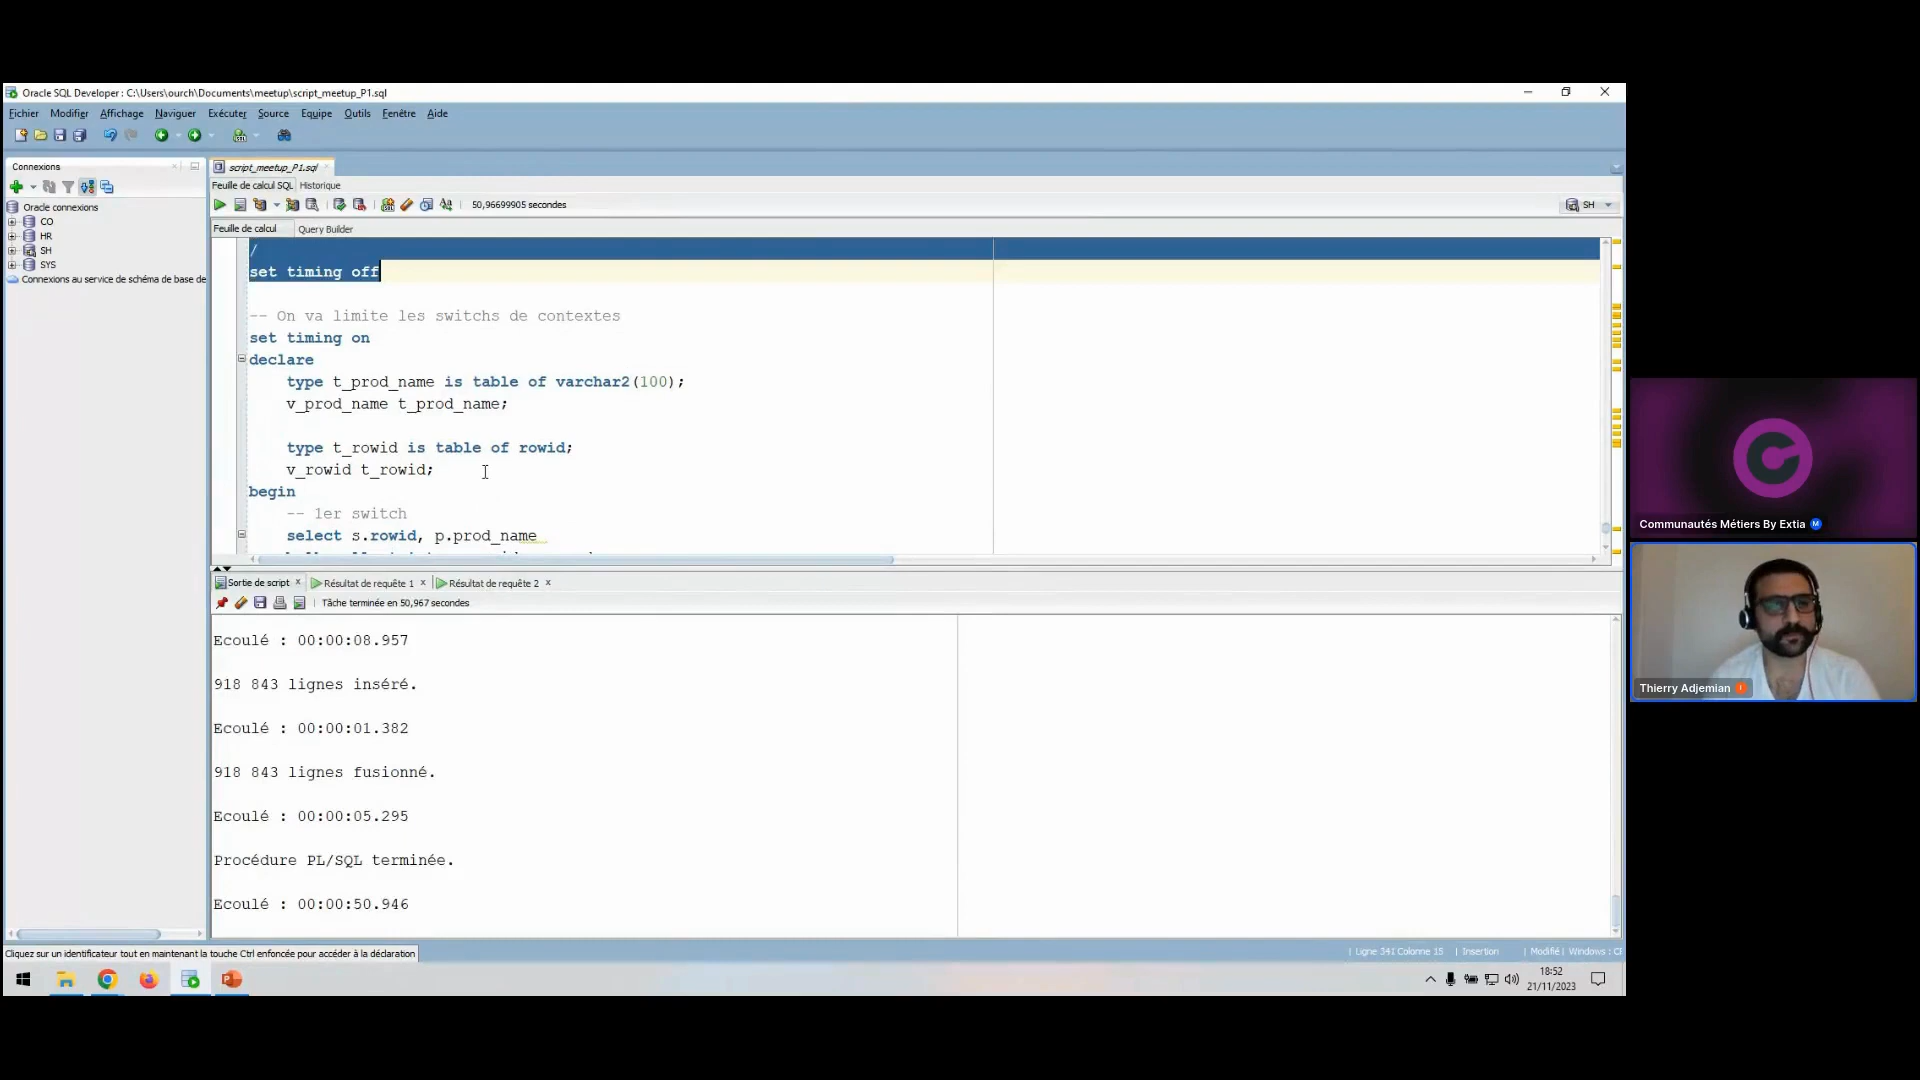 Oracle SQL Developer : C:\Users\ourch\Documents\meetup\script_meetup_P1.sql
Fichier Modifier Affichage Naviguer Exécuter Source Equipe Outils Fenêtre Aide
Connexions
script_meetup_P1.sql
Feuille de calcul SQL Historique
50,96699905 secondes
SH
Oracle connexions
CO
HR
SH
SYS
Connexions au service de schéma de base de
Feuille de calcul Query Builder
/
set timing off
-- On va limite les switchs de contextes
set timing on
declare
type t_prod_name is table of varchar2(100);
v_prod_name t_prod_name;
type t_rowid is table of rowid;
v_rowid t_rowid;
begin
-- 1er switch
select s.rowid, p.prod_name
Sortie de script Résultat de requête 1 Résultat de requête 2
Tâche terminée en 50,967 secondes
Ecoulé : 00:00:08.957
918 843 lignes inséré.
Ecoulé : 00:00:01.382
918 843 lignes fusionné.
Ecoulé : 00:00:05.295
Procédure PL/SQL terminée.
Ecoulé : 00:00:50.946
Cliquez sur un identificateur tout en maintenant la touche Ctrl enfoncée pour accéder à la déclaration
Ligne 341 Colonne 15 Insertion Modifié Windows :
18:52
21/11/2023
Communautés Métiers By Extia
Thierry Adjemian